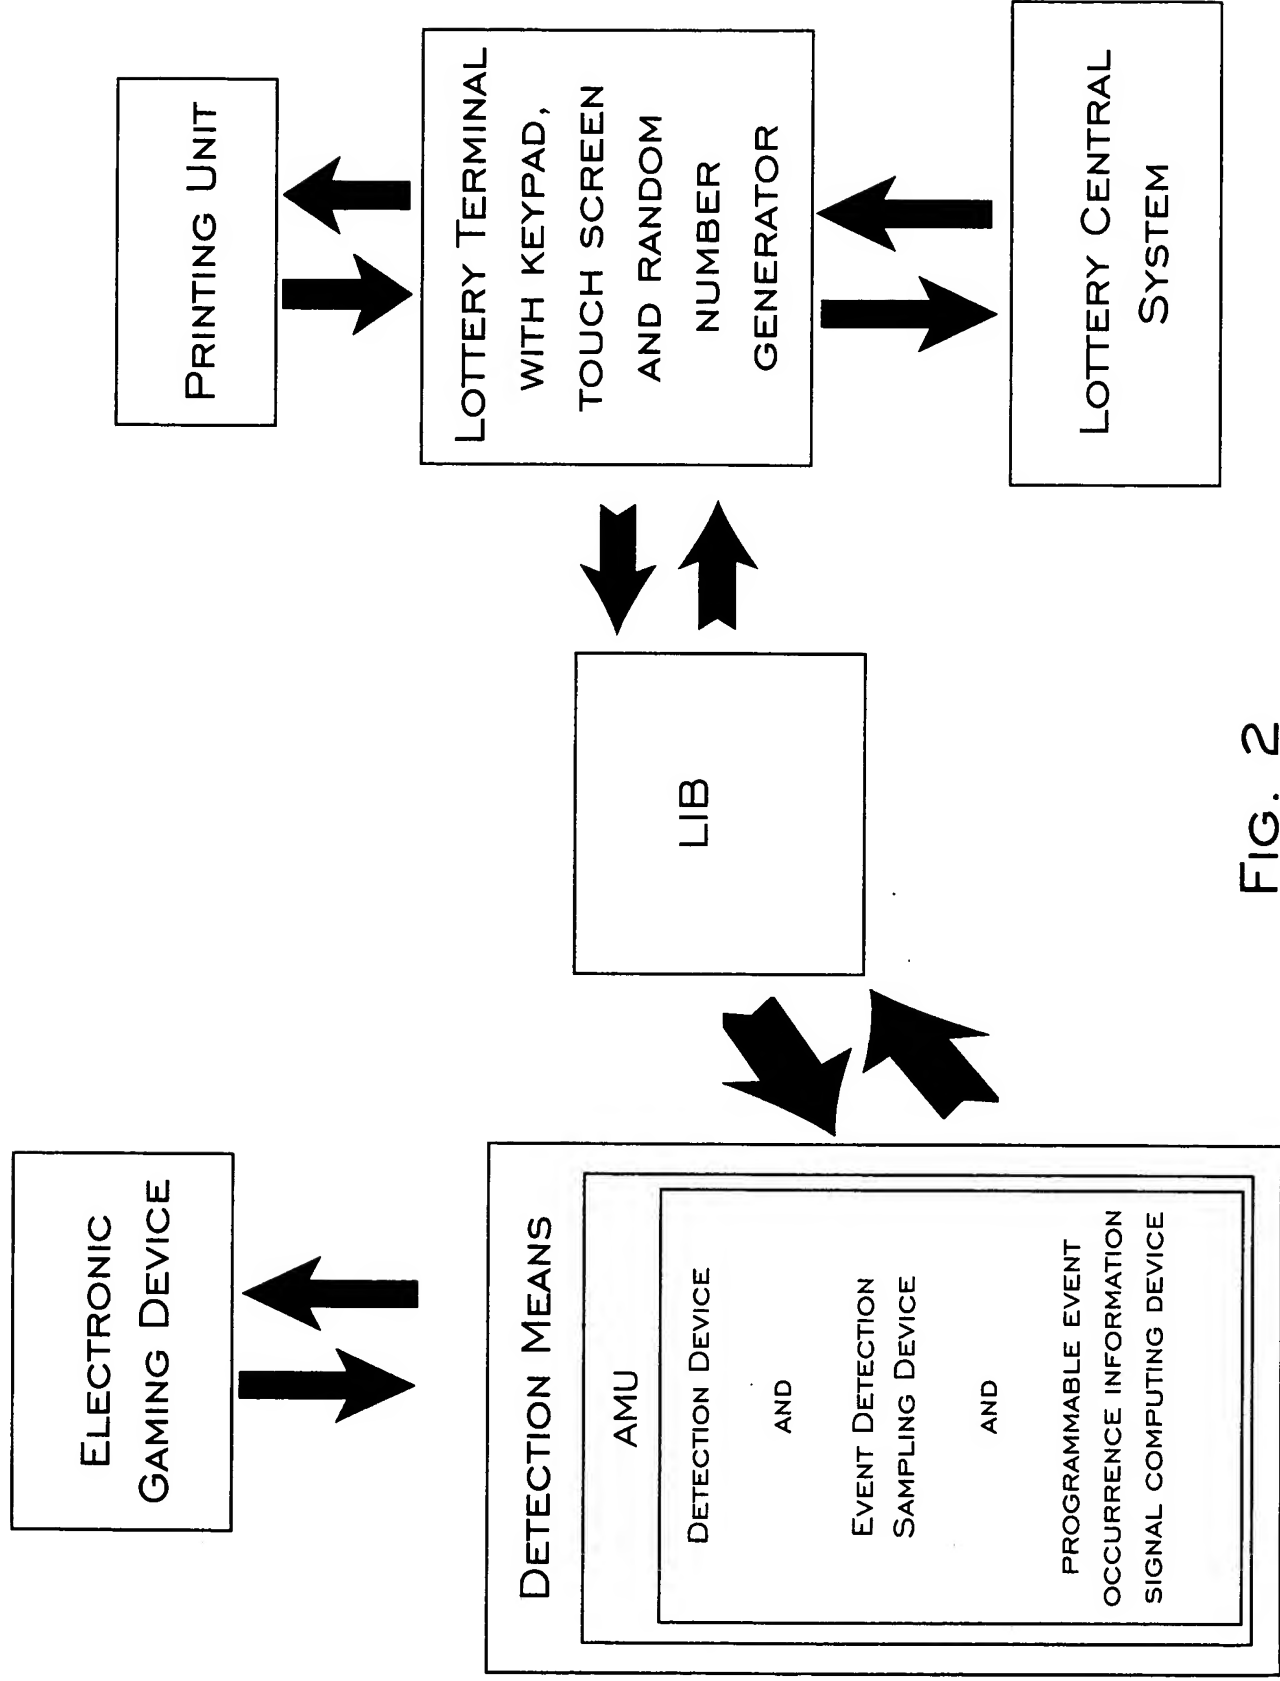 ELECTRONIC
GAMING DEVICE
DETECTION MEANS
AMU
DETECTION DEVICE
AND
EVENT DETECTION
SAMPLING DEVICE
AND
PROGRAMMABLE EVENT
OCCURRENCE INFORMATION
SIGNAL COMPUTING DEVICE
LIB
PRINTING UNIT
LOTTERY TERMINAL
WITH KEYPAD,
TOUCH SCREEN
AND RANDOM
NUMBER
GENERATOR
LOTTERY CENTRAL
SYSTEM
FIG. 2